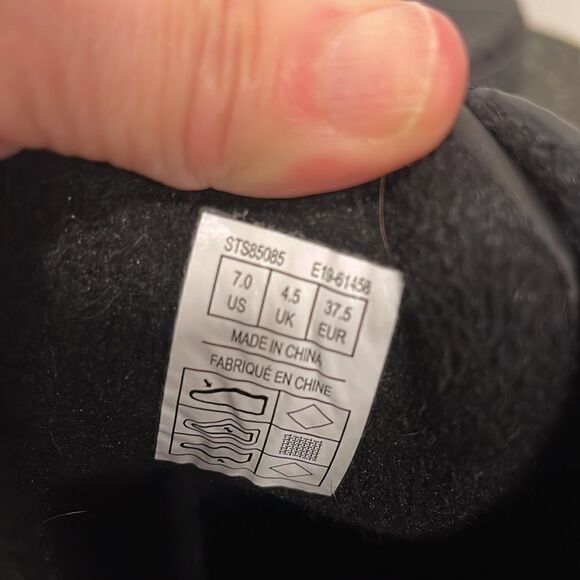 STS85085 E19-61458
7.0 4.5 37.5
US UK EUR
MADE IN CHINA
FABRIQUÉ EN CHINE